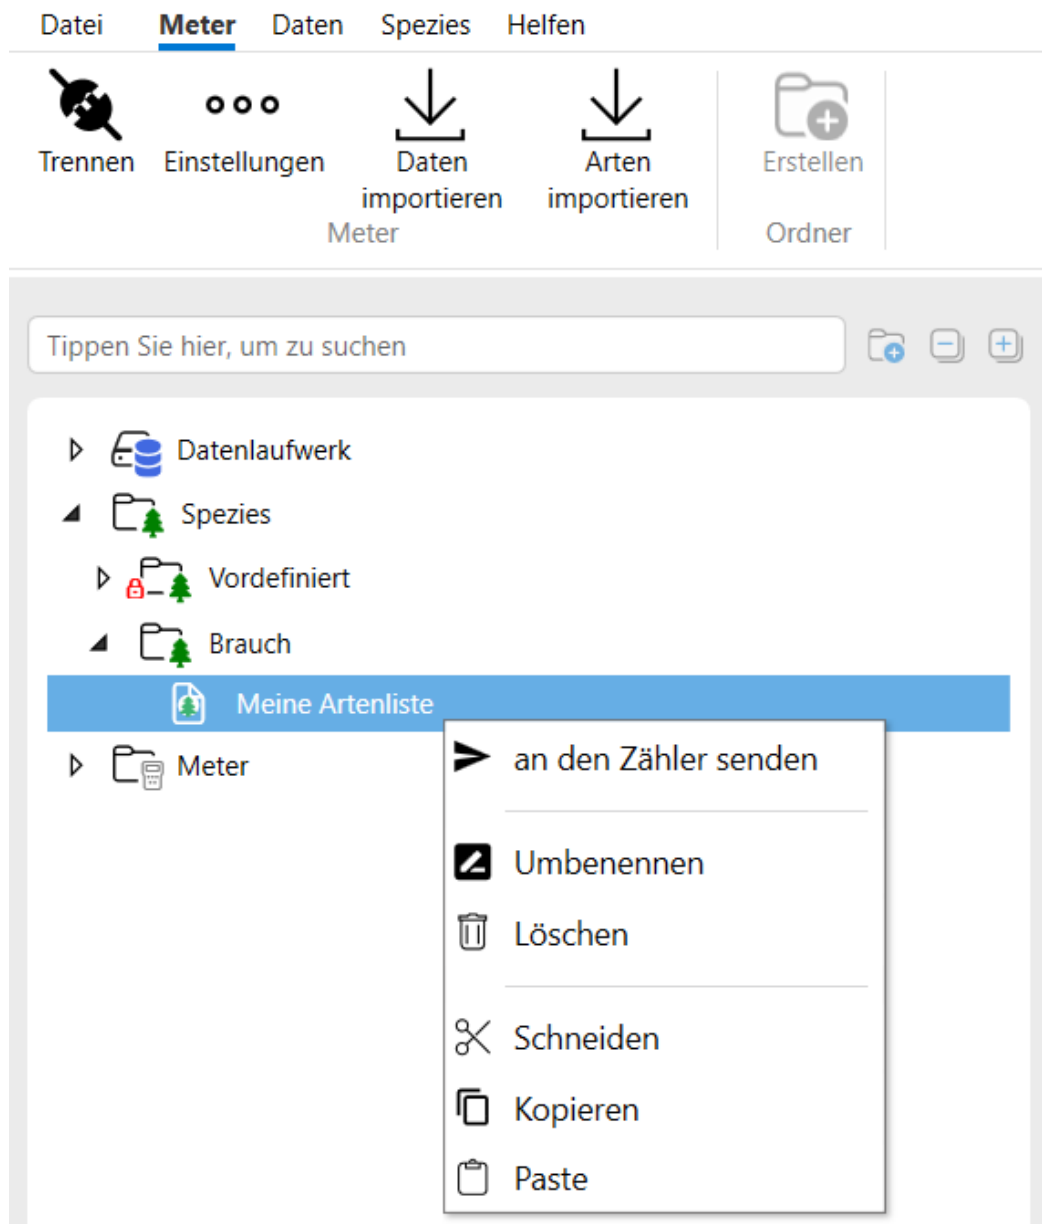 Datei Meter Daten Spezies Helfen
Trennen Einstellungen Daten importieren Arten importieren Erstellen
Meter Ordner
Tippen Sie hier, um zu suchen
Datenlaufwerk
Spezies
Vordefiniert
Brauch
Meine Artenliste
Meter
an den Zähler senden
Umbenennen
Löschen
Schneiden
Kopieren
Paste